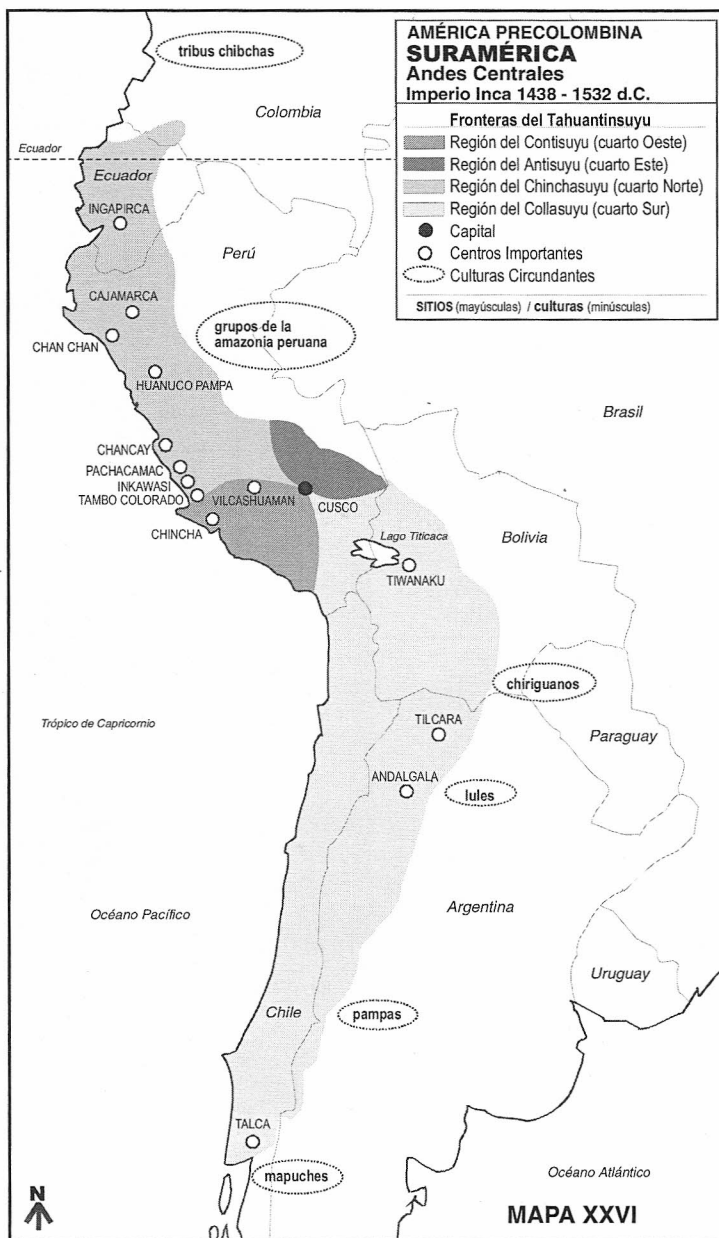 AMÉRICA PRECOLOMBINA
SURAMÉRICA
Andes Centrales
Imperio Inca 1438 - 1532 d.C.
Fronteras del Tahuantinsuyu
Región del Contisuyu (cuarto Oeste)
Región del Antisuyu (cuarto Este)
Región del Chinchasuyu (cuarto Norte)
Región del Collasuyu (cuarto Sur)
Capital
Centros Importantes
Culturas Circundantes
SITIOS (mayúsculas) / culturas (minúsculas)
tribus chibchas
Colombia
Ecuador
Ecuador
INGAPIRCA
Perú
CAJAMARCA
grupos de la
amazonia peruana
CHAN CHAN
HUANUCO PAMPA
Brasil
CHANCAY
PACHACAMAC
INKAWASI
TAMBO COLORADO
VILCASHUAMAN
CUSCO
CHINCHA
Lago Titicaca
Bolivia
TIWANAKU
chiriguanos
Trópico de Capricornio
TILCARA
Paraguay
ANDALGALA
lules
Océano Pacífico
Argentina
Uruguay
Chile
pampas
TALCA
mapuches
Océano Atlántico
N
MAPA XXVI